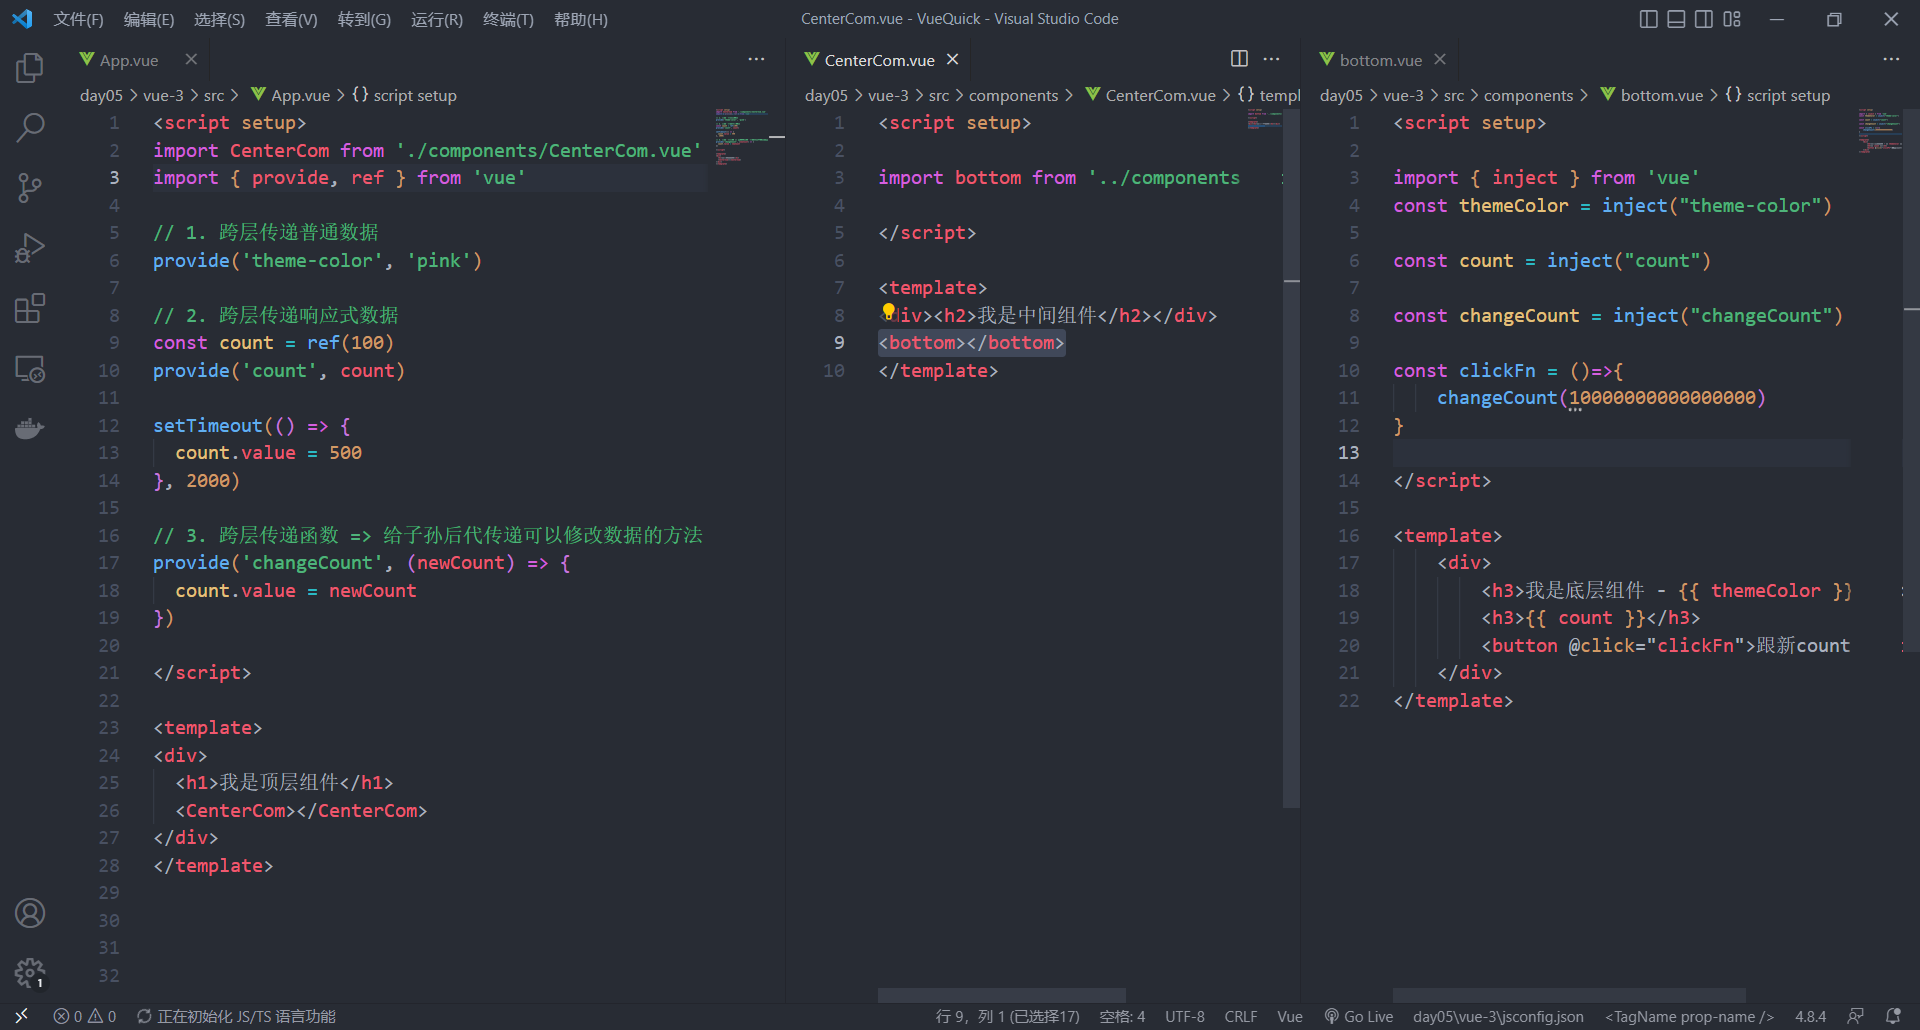 文件(F) 编辑(E) 选择(S) 查看(V) 转到(G) 运行(R) 终端(T) 帮助(H) CenterCom.vue - VueQuick - Visual Studio Code
App.vue
day05 > vue-3 > src > App.vue > {} script setup
1 <script setup>
2 import CenterCom from './components/CenterCom.vue'
3 import { provide, ref } from 'vue'
4
5 // 1. 跨层传递普通数据
6 provide('theme-color', 'pink')
7
8 // 2. 跨层传递响应式数据
9 const count = ref(100)
10 provide('count', count)
11
12 setTimeout(() => {
13 count.value = 500
14 }, 2000)
15
16 // 3. 跨层传递函数 => 给子孙后代传递可以修改数据的方法
17 provide('changeCount', (newCount) => {
18 count.value = newCount
19 })
20
21 </script>
22
23 <template>
24 <div>
25 <h1>我是顶层组件</h1>
26 <CenterCom></CenterCom>
27 </div>
28 </template>
29
30
31
32
CenterCom.vue
day05 > vue-3 > src > components > CenterCom.vue > {} templ
1 <script setup>
2
3 import bottom from '../components
4
5 </script>
6
7 <template>
8 div><h2>我是中间组件</h2></div>
9 <bottom></bottom>
10 </template>
bottom.vue
day05 > vue-3 > src > components > bottom.vue > {} script setup
1 <script setup>
2
3 import { inject } from 'vue'
4 const themeColor = inject("theme-color")
5
6 const count = inject("count")
7
8 const changeCount = inject("changeCount")
9
10 const clickFn = ()=>{
11 changeCount(10000000000000000)
12 }
13
14 </script>
15
16 <template>
17 <div>
18 <h3>我是底层组件 - {{ themeColor }}
19 <h3>{{ count }}</h3>
20 <button @click="clickFn">跟新count
21 </div>
22 </template>
1
0 0 正在初始化 JS/TS 语言功能 行 9，列 1 (已选择17) 空格: 4 UTF-8 CRLF Vue Go Live day05\vue-3\jsconfig.json <TagName prop-name /> 4.8.4